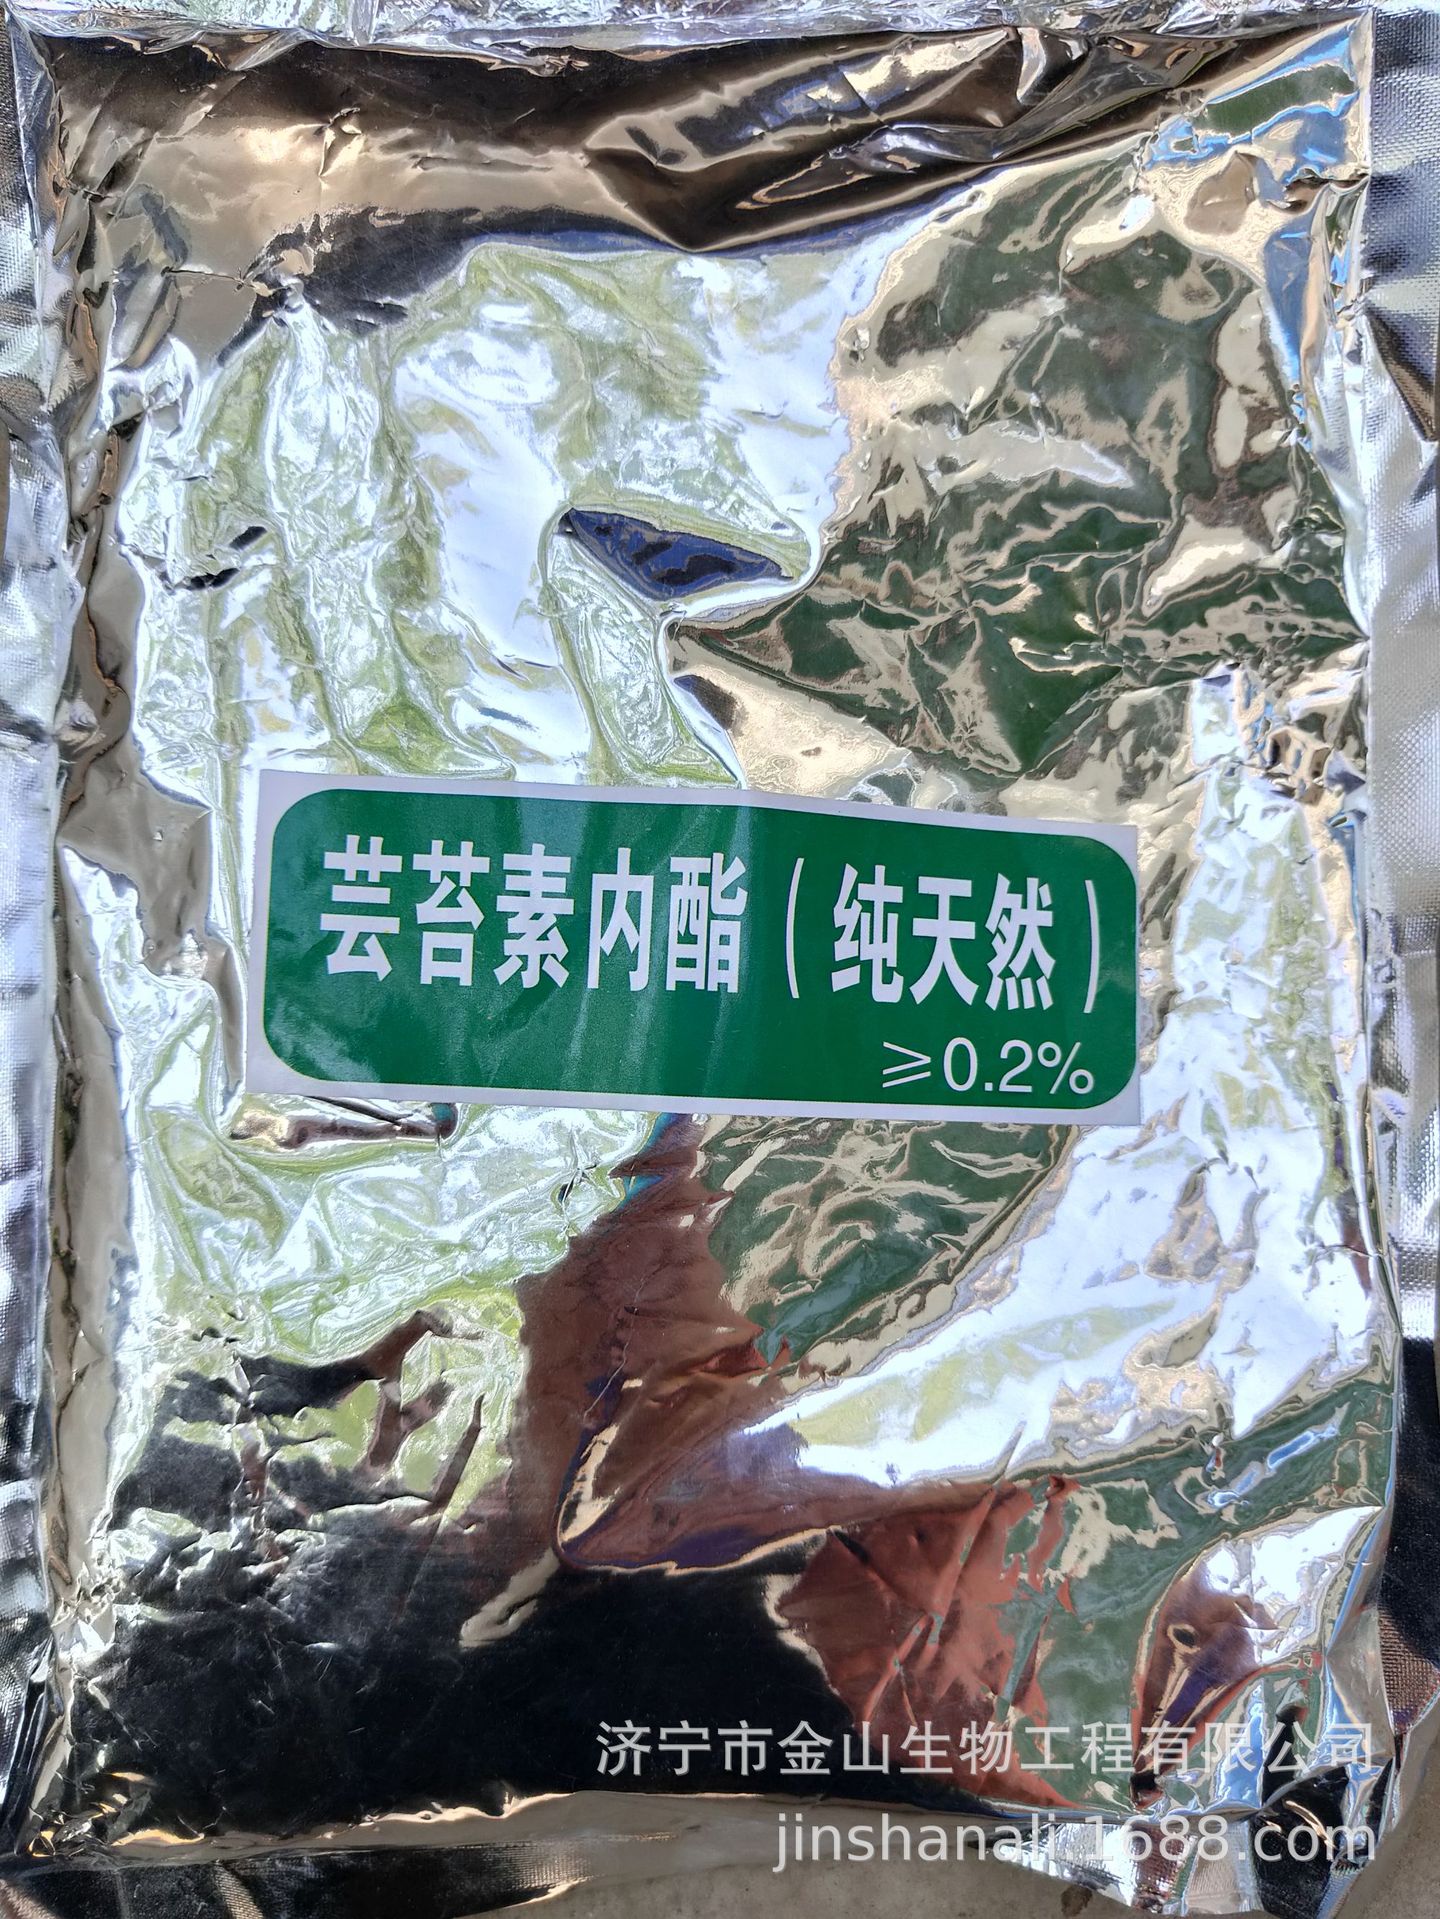 芸苔素内酯（纯天然）
≥0.2%
济宁市金山生物工程有限公司
jinshanali.1688.com